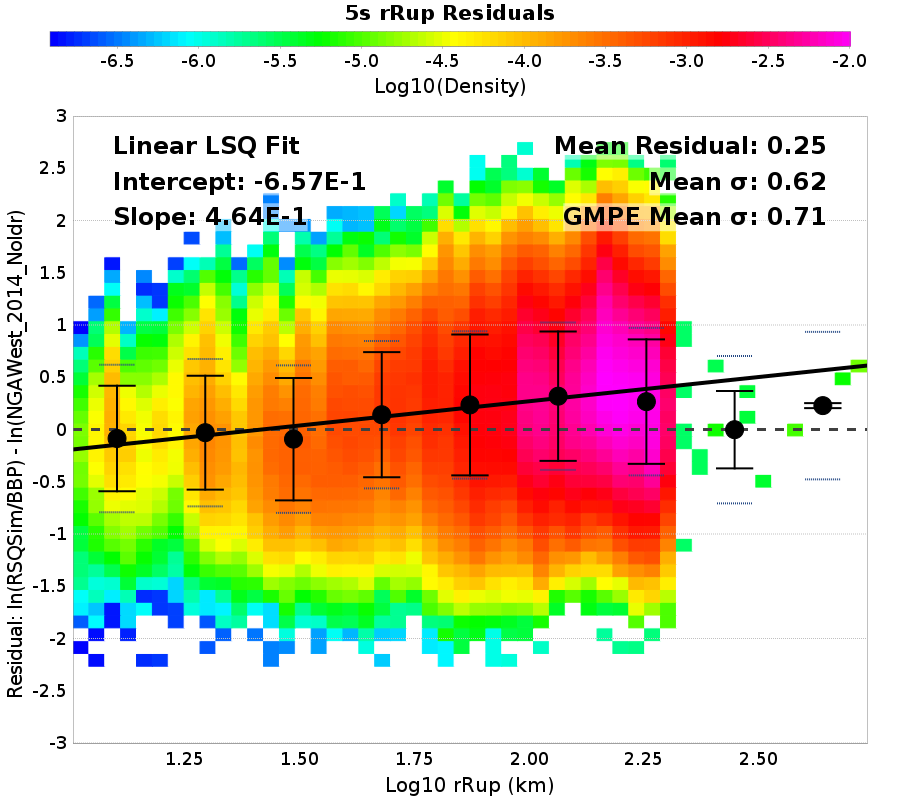 5s rRup Residuals
-6.5 -6.0 -5.5 -5.0 -4.5 -4.0 -3.5 -3.0 -2.5 -2.0
Log10(Density)
Linear LSQ Fit
Intercept: -6.57E-1
Slope: 4.64E-1
Mean Residual: 0.25
Mean σ: 0.62
GMPE Mean σ: 0.71
Residual: ln(RSQSim/BBP) - ln(NGAWest_2014_NoIdr)
3
2.5
2
1.5
1
0.5
0
-0.5
-1
-1.5
-2
-2.5
-3
1.25 1.50 1.75 2.00 2.25 2.50
Log10 rRup (km)